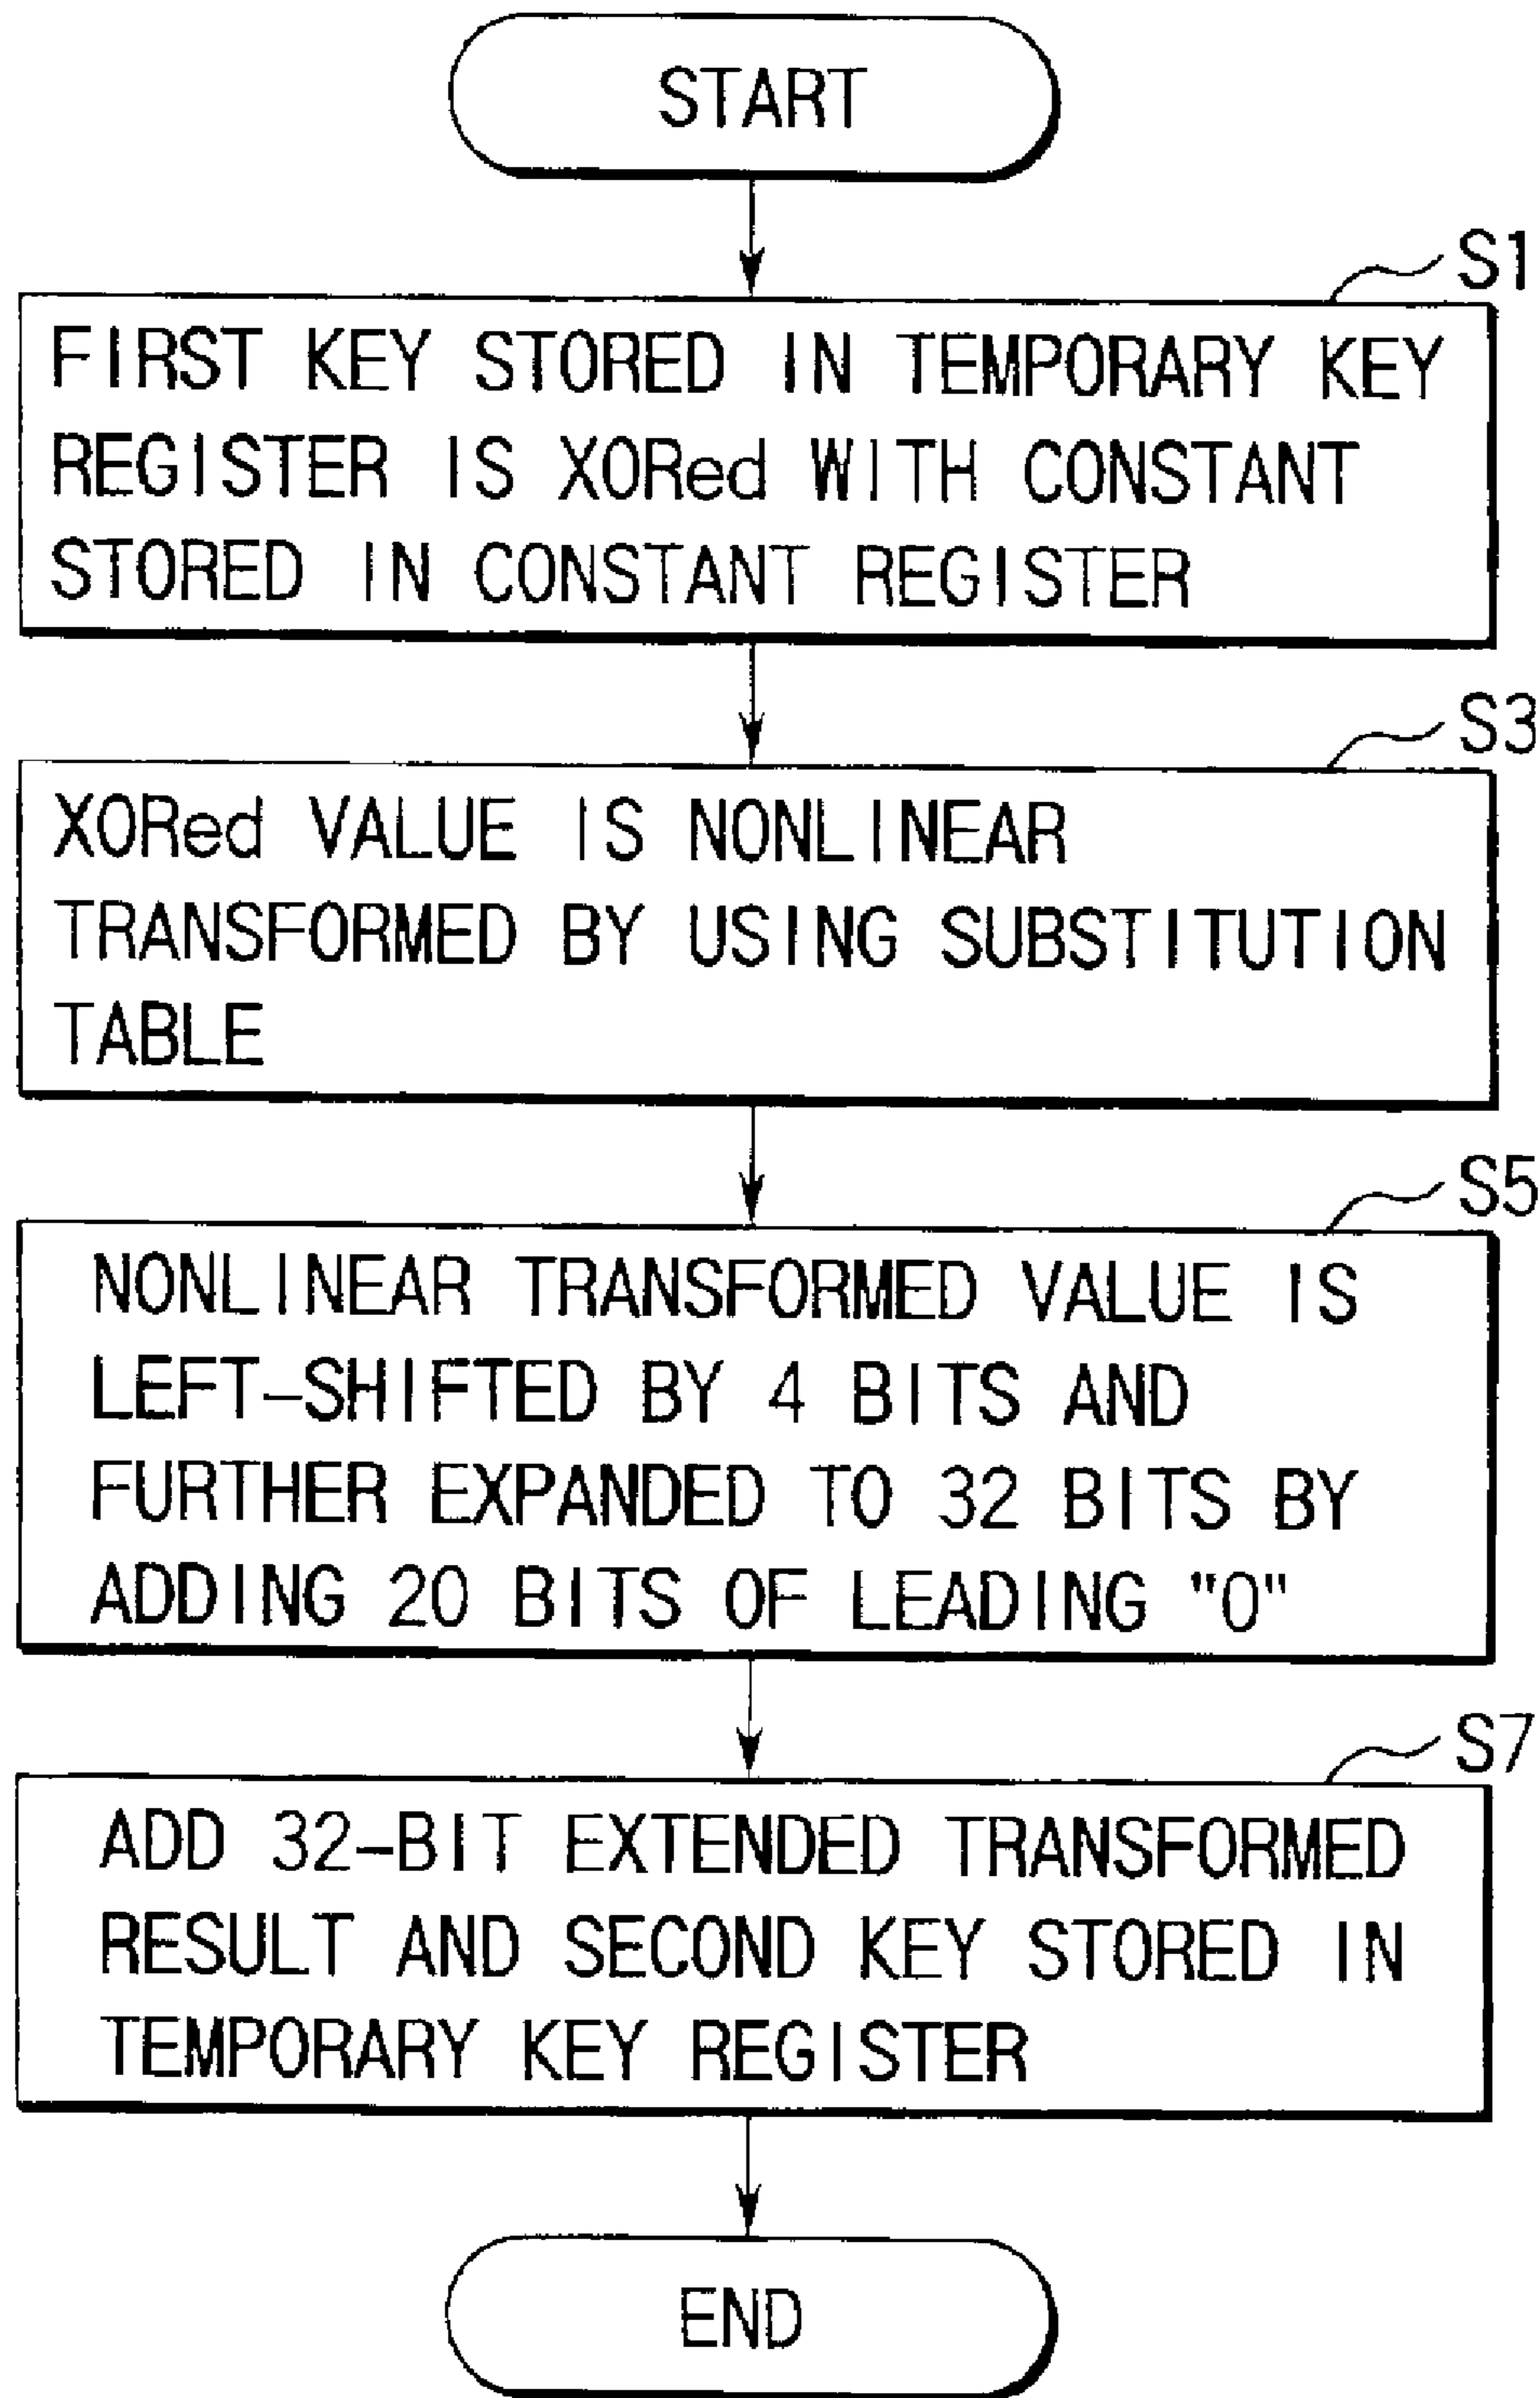 START
S1
FIRST KEY STORED IN TEMPORARY KEY
REGISTER IS XORed WITH CONSTANT
STORED IN CONSTANT REGISTER
S3
XORed VALUE IS NONLINEAR
TRANSFORMED BY USING SUBSTITUTION
TABLE
S5
NONLINEAR TRANSFORMED VALUE IS
LEFT-SHIFTED BY 4 BITS AND
FURTHER EXPANDED TO 32 BITS BY
ADDING 20 BITS OF LEADING "0"
S7
ADD 32-BIT EXTENDED TRANSFORMED
RESULT AND SECOND KEY STORED IN
TEMPORARY KEY REGISTER
END